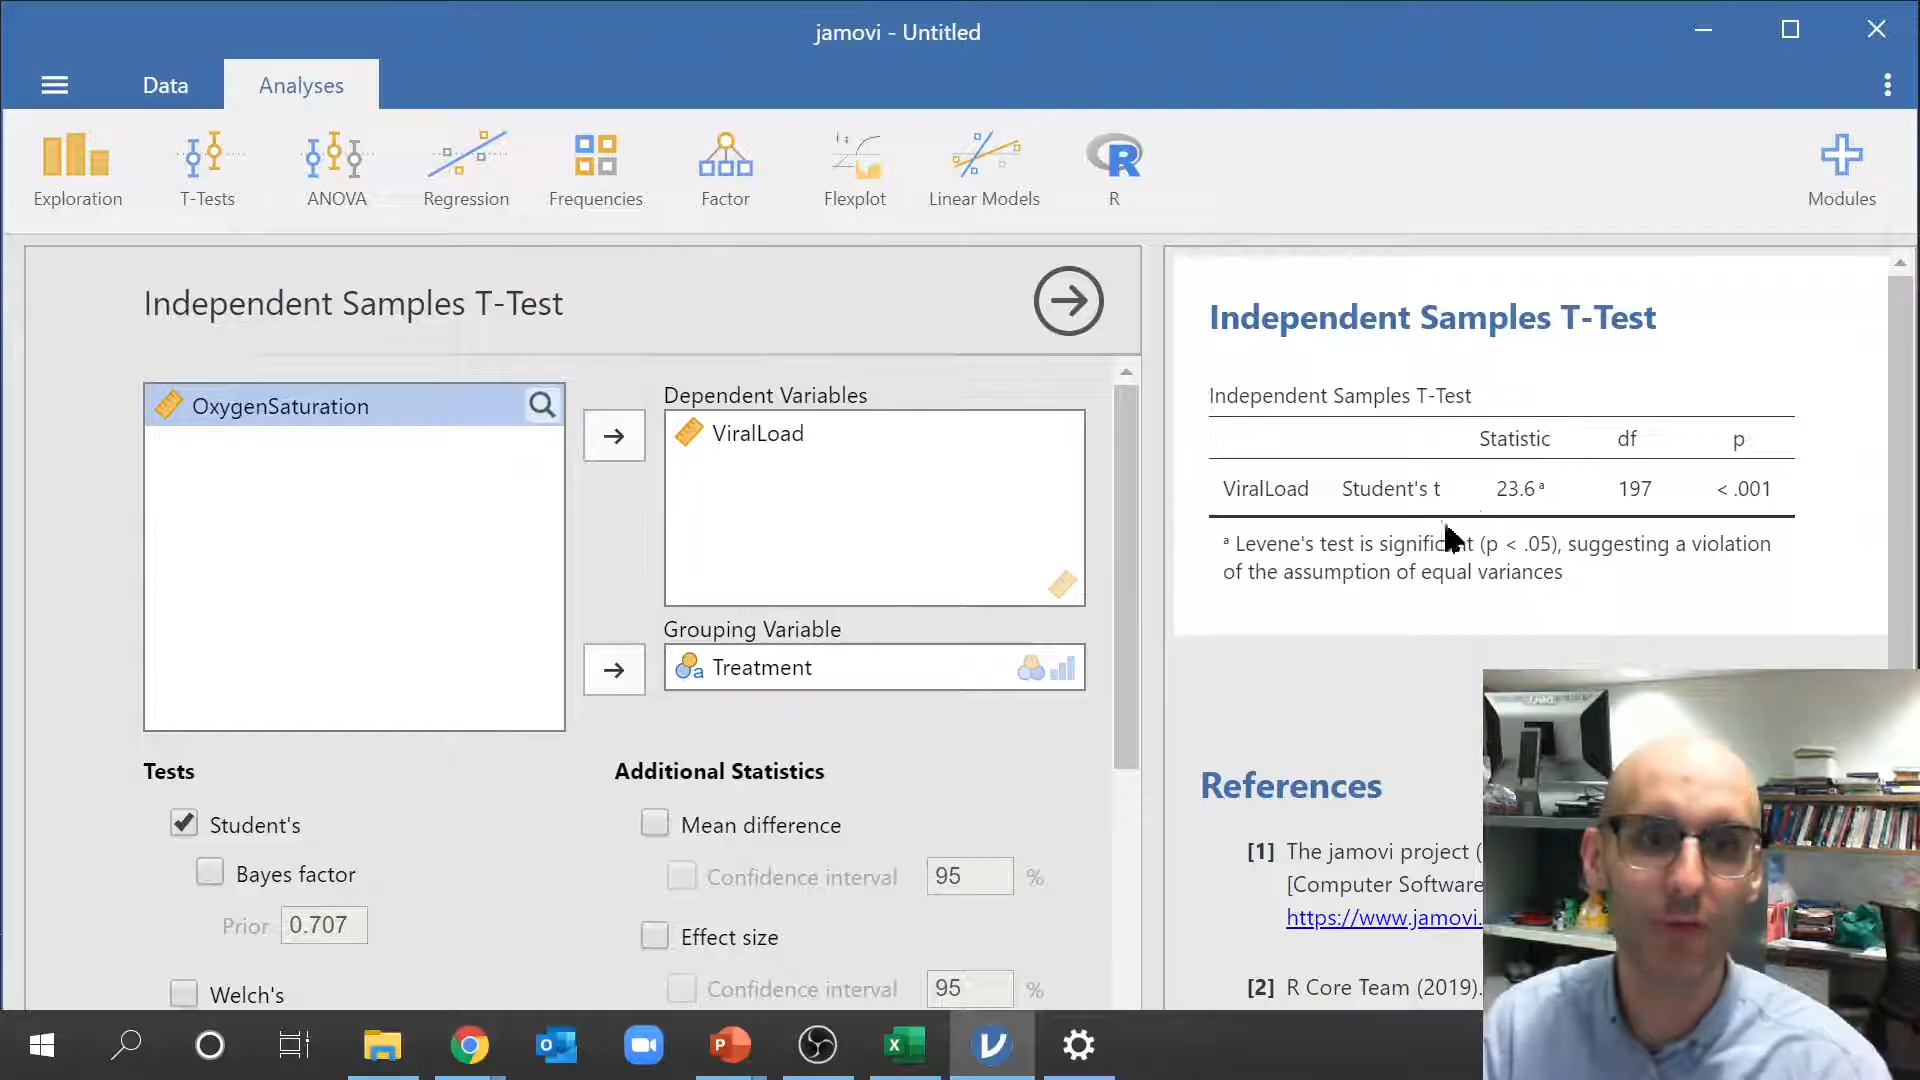 jamovi - Untitled
Data
Analyses
Exploration
T-Tests
ANOVA
Regression
Frequencies
Factor
Flexplot
Linear Models
R
Modules
Independent Samples T-Test
OxygenSaturation
Dependent Variables
ViralLoad
Grouping Variable
Treatment
Tests
Student's
Bayes factor
Prior 0.707
Welch's
Additional Statistics
Mean difference
Confidence interval 95 %
Effect size
Confidence interval 95 %
Independent Samples T-Test
Independent Samples T-Test
Statistic df p
ViralLoad Student's t 23.6 ᵃ 197 < .001
ᵃ Levene's test is significant (p < .05), suggesting a violation
of the assumption of equal variances
References
[1] The jamovi project (
[Computer Software
https://www.jamovi.
[2] R Core Team (2019).